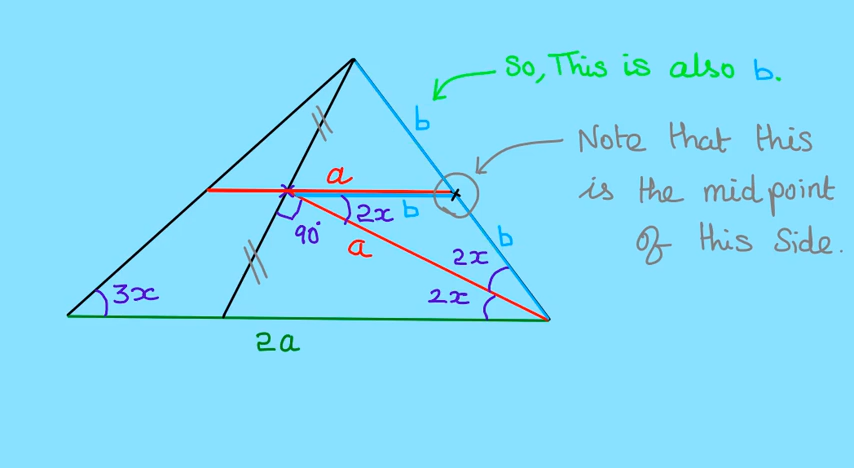 So, This is also b.
b
Note that this
is the midpoint
of this side.
a
2x
b
90°
a
b
2x
2x
3x
2a